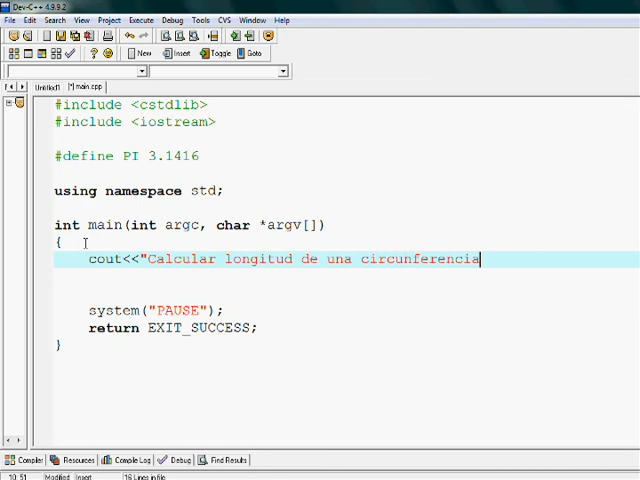 Dev-C++ 4.9.9.2
File Edit Search View Project Execute Debug Tools CVS Window Help
New Insert Toggle Goto
Untitled1 [*] main.cpp
#include <cstdlib>
#include <iostream>
#define PI 3.1416
using namespace std;
int main(int argc, char *argv[])
{
cout<<"Calcular longitud de una circunferencia
system("PAUSE");
return EXIT_SUCCESS;
}
Compiler Resources Compile Log Debug Find Results
10: 51 Modified Insert 16 Lines in file